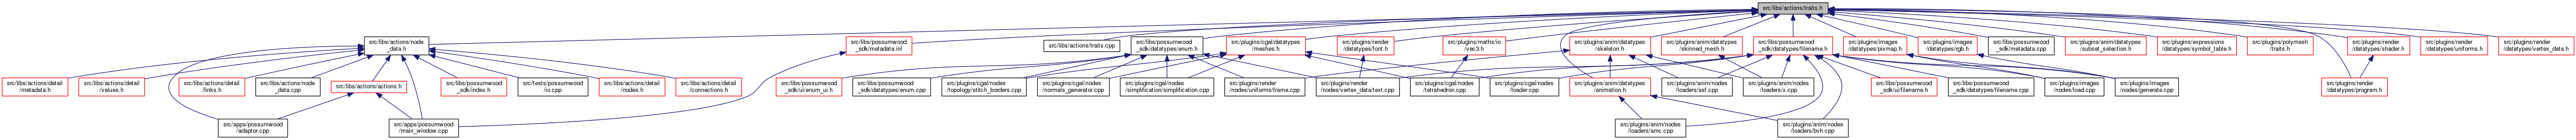 src/libs/actions/traits.h
src/libs/actions/node
_data.h
src/libs/possumwood
_sdk/metadata.inl
src/libs/actions/traits.cpp
src/libs/possumwood
_sdk/datatypes/enum.h
src/plugins/cgal/datatypes
/meshes.h
src/plugins/render
/datatypes/font.h
src/plugins/maths/io
/vec3.h
src/plugins/anim/datatypes
/skeleton.h
src/plugins/anim/datatypes
/skinned_mesh.h
src/libs/possumwood
_sdk/datatypes/filename.h
src/plugins/images
/datatypes/pixmap.h
src/plugins/images
/datatypes/rgb.h
src/libs/possumwood
_sdk/metadata.cpp
src/plugins/anim/datatypes
/subset_selection.h
src/plugins/expressions
/datatypes/symbol_table.h
src/plugins/polymesh
/traits.h
src/plugins/render
/datatypes/shader.h
src/plugins/render
/datatypes/uniforms.h
src/plugins/render
/datatypes/vertex_data.h
src/libs/actions/detail
/metadata.h
src/libs/actions/detail
/values.h
src/libs/actions/detail
/links.h
src/libs/actions/node
_data.cpp
src/libs/actions/actions.h
src/libs/possumwood
_sdk/index.h
src/tests/possumwood
/io.cpp
src/libs/actions/detail
/nodes.h
src/libs/actions/detail
/connections.h
src/libs/possumwood
_sdk/ui/enum_ui.h
src/libs/possumwood
_sdk/datatypes/enum.cpp
src/plugins/cgal/nodes
/topology/stitch_borders.cpp
src/plugins/cgal/nodes
/normals_generator.cpp
src/plugins/cgal/nodes
/simplification/simplification.cpp
src/plugins/render
/nodes/uniforms/frame.cpp
src/plugins/render
/nodes/vertex_data/text.cpp
src/plugins/cgal/nodes
/tetrahedron.cpp
src/plugins/cgal/nodes
/loader.cpp
src/plugins/anim/datatypes
/animation.h
src/plugins/anim/nodes
/loaders/asf.cpp
src/plugins/anim/nodes
/loaders/x.cpp
src/libs/possumwood
_sdk/ui/filename.h
src/libs/possumwood
_sdk/datatypes/filename.cpp
src/plugins/images
/nodes/load.cpp
src/plugins/images
/nodes/generate.cpp
src/plugins/render
/datatypes/program.h
src/apps/possumwood
/adaptor.cpp
src/apps/possumwood
/main_window.cpp
src/plugins/anim/nodes
/loaders/amc.cpp
src/plugins/anim/nodes
/loaders/bvh.cpp